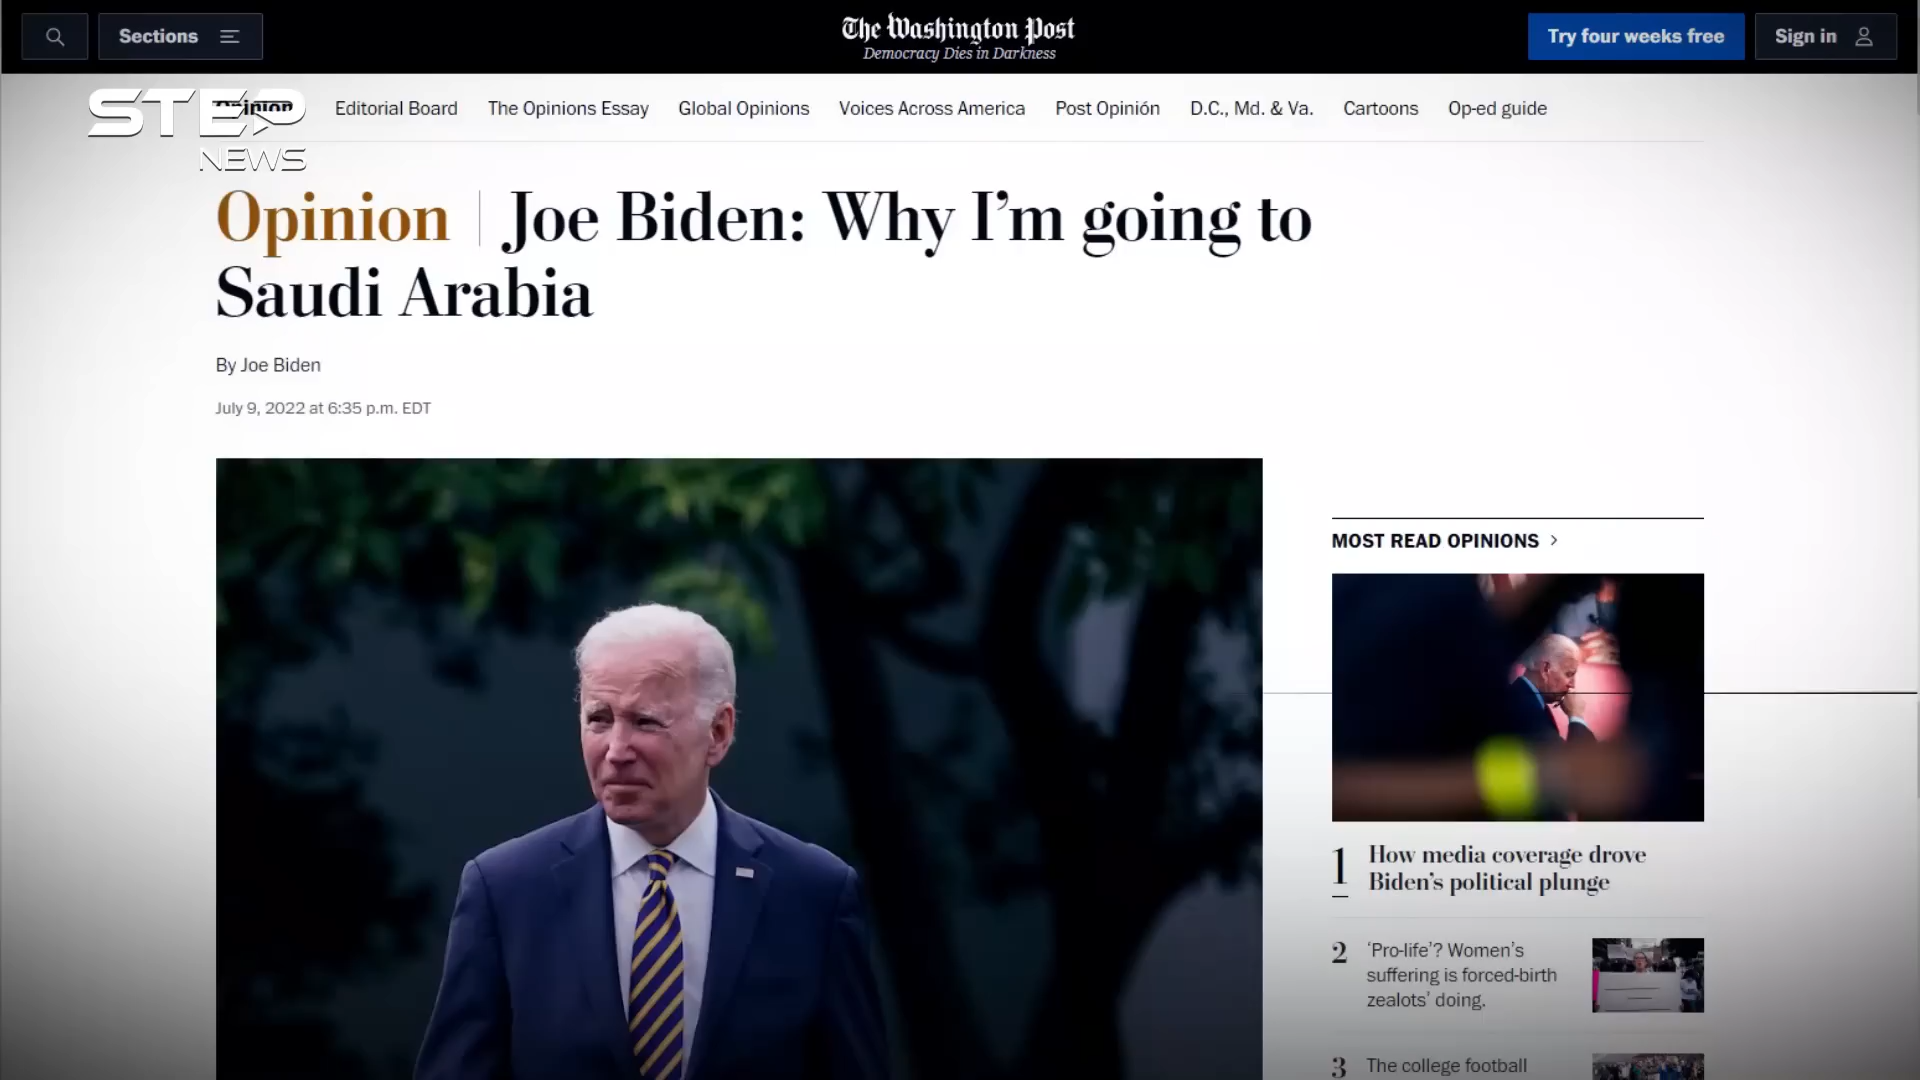 Sections
The Washington Post
Democracy Dies in Darkness
Try four weeks free
Sign in
STEP
NEWS
Opinion
Editorial Board
The Opinions Essay
Global Opinions
Voices Across America
Post Opinión
D.C., Md. & Va.
Cartoons
Op-ed guide
Opinion | Joe Biden: Why I’m going to
Saudi Arabia
By Joe Biden
July 9, 2022 at 6:35 p.m. EDT
MOST READ OPINIONS >
1 How media coverage drove
Biden’s political plunge
2 ‘Pro-life’? Women’s
suffering is forced-birth
zealots’ doing.
3 The college football